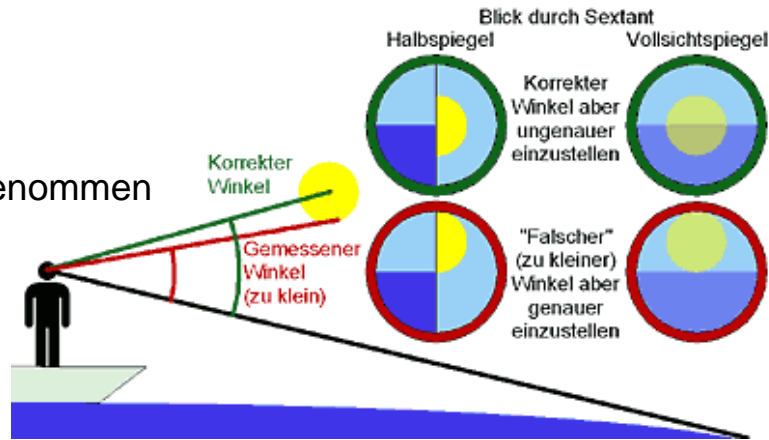 Blick durch Sextant
Halbspiegel
Vollsichtspiegel
Korrekter
Winkel aber
ungenauer
einzustellen
enommen
Korrekter
Winkel
Gemessener
Winkel
(zu klein)
"Falscher"
(zu kleiner)
Winkel aber
genauer
einzustellen